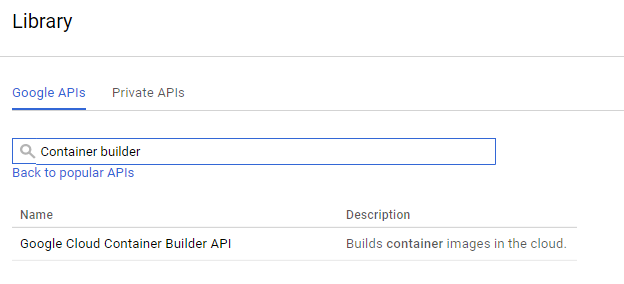 Library
Google APIs Private APIs
Container builder
Back to popular APIs
Name Description
Google Cloud Container Builder API Builds container images in the cloud.